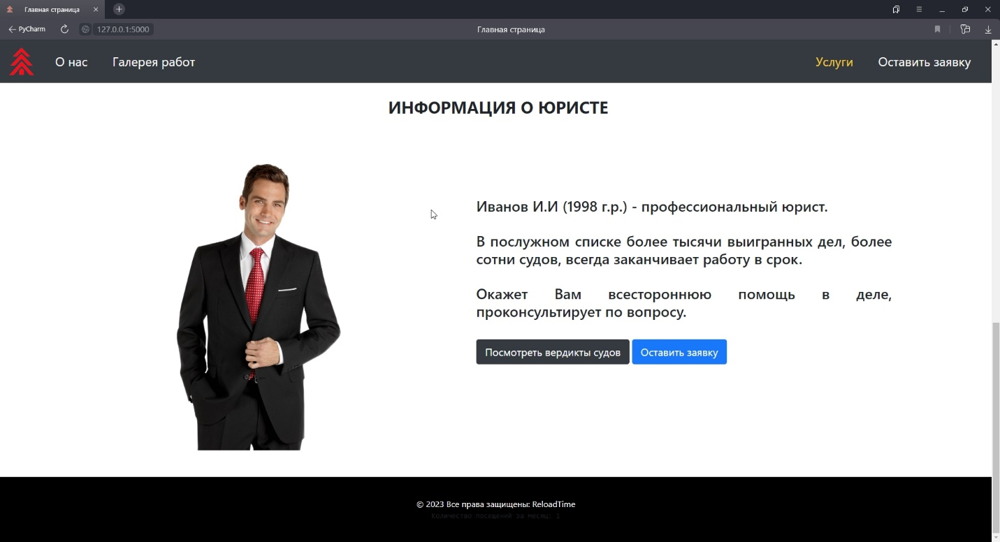 Главная страница
PyCharm
127.0.0.1:5000
Главная страница
О нас
Галерея работ
Услуги
Оставить заявку
ИНФОРМАЦИЯ О ЮРИСТЕ
Иванов И.И (1998 г.р.) - профессиональный юрист.
В послужном списке более тысячи выигранных дел, более
сотни судов, всегда заканчивает работу в срок.
Окажет Вам всестороннюю помощь в деле,
проконсультирует по вопросу.
Посмотреть вердикты судов
Оставить заявку
© 2023 Все права защищены: ReloadTime
Количество посещений за месяц: